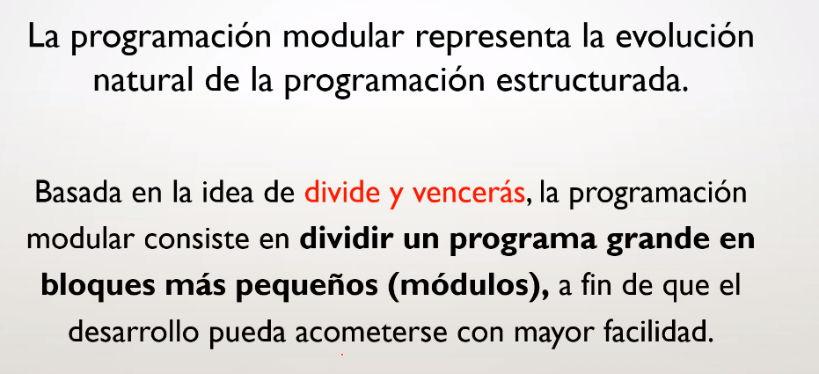 La programación modular representa la evolución
natural de la programación estructurada.
Basada en la idea de divide y vencerás, la programación
modular consiste en dividir un programa grande en
bloques más pequeños (módulos), a fin de que el
desarrollo pueda acometerse con mayor facilidad.